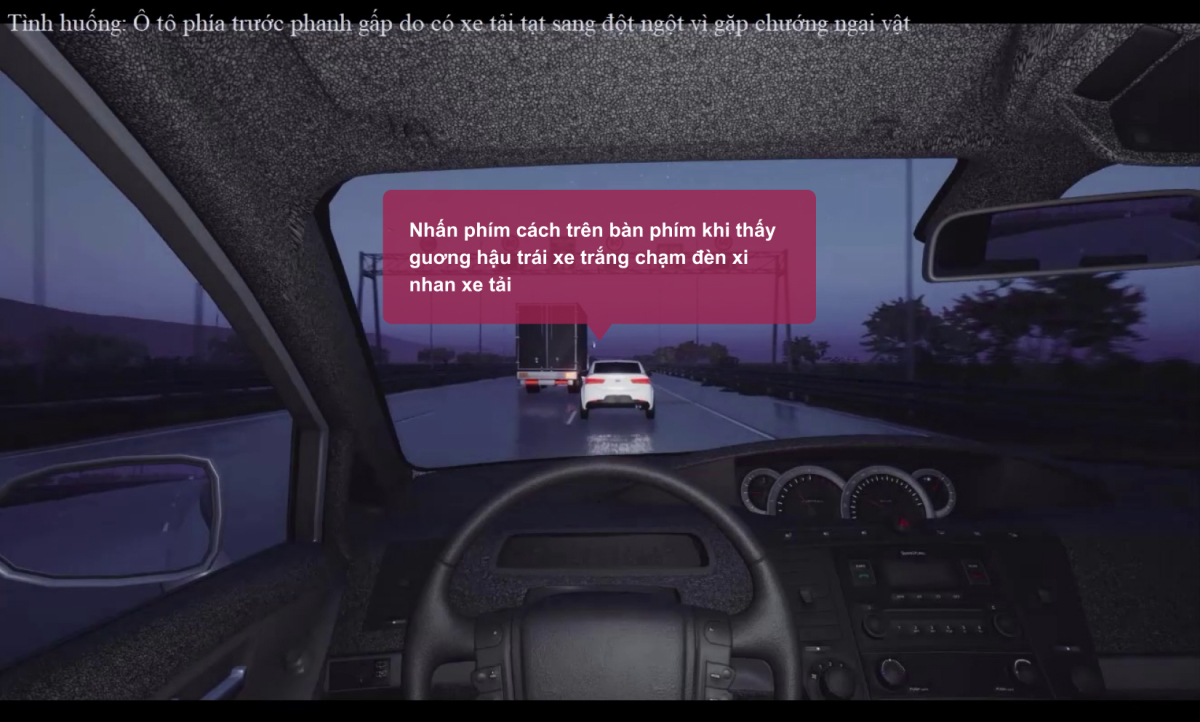 Tình huống: Ô tô phía trước phanh gấp do có xe tải tạt sang đột ngột vì gặp chướng ngại vật
Nhấn phím cách trên bàn phím khi thấy
gương hậu trái xe trắng chạm đèn xi
nhan xe tải